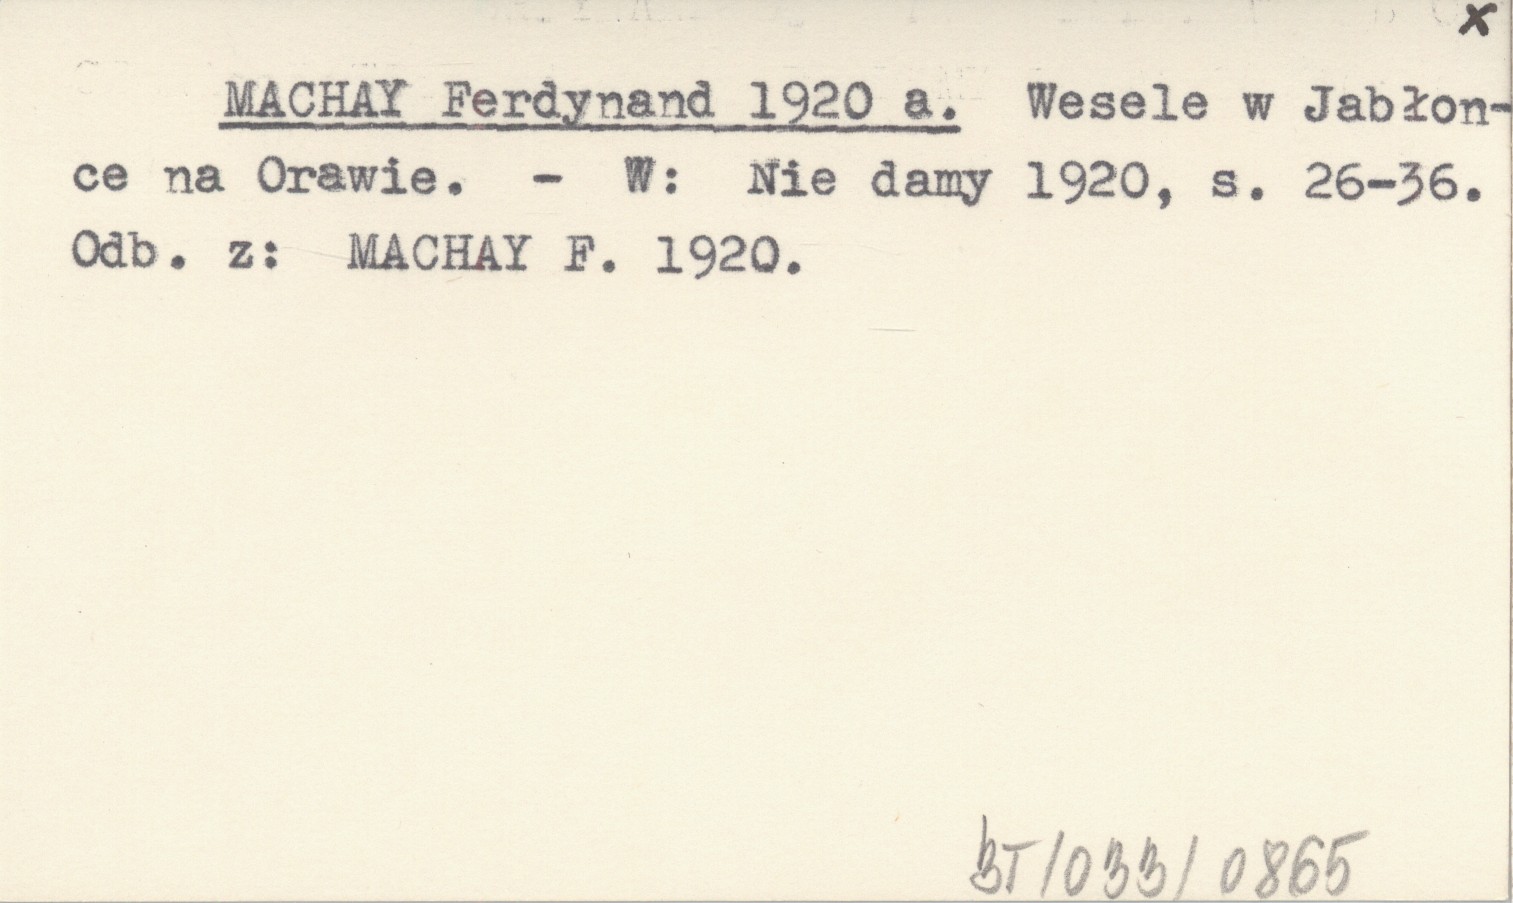 x
MACHAY Ferdynand 1920 a. Wesele w Jabłon-
ce na Orawie. - W: Nie damy 1920, s. 26-36.
Odb. z: MACHAY F. 1920.
BT/033/0865